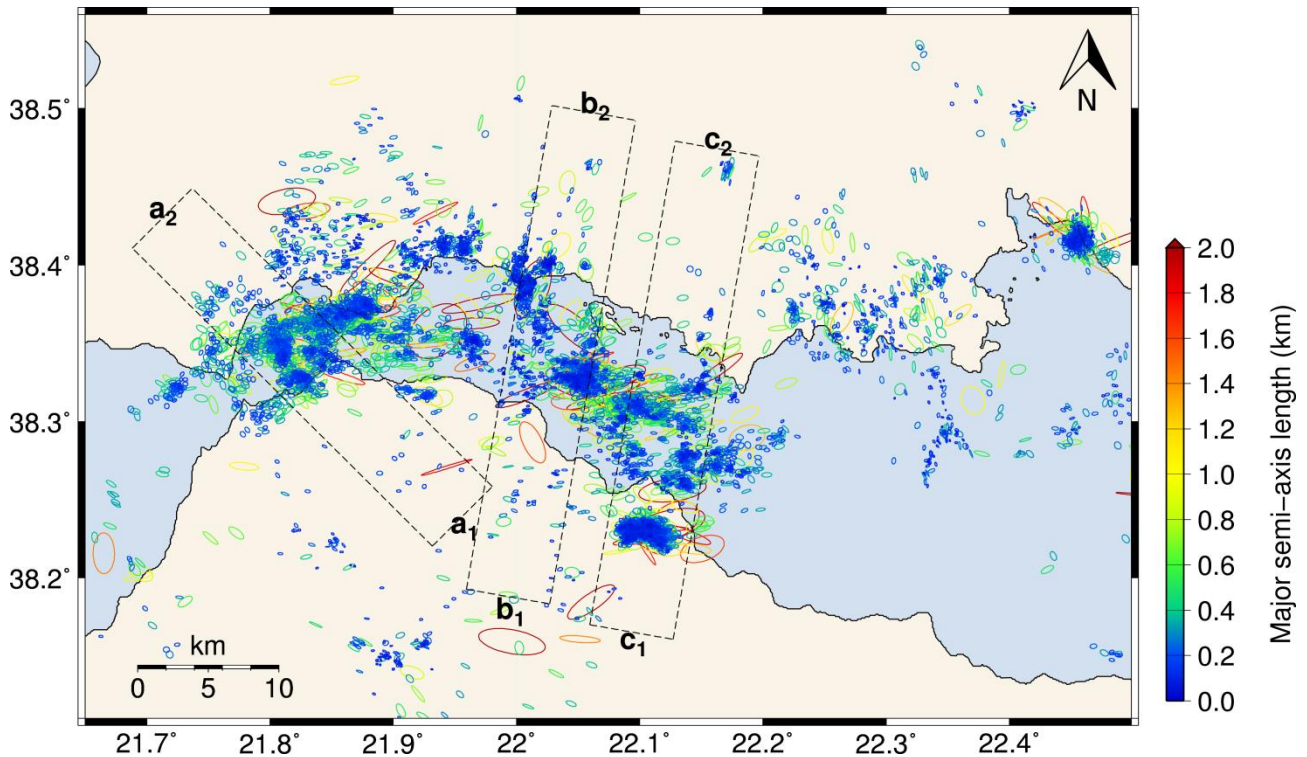 38.5°
38.4°
38.3°
38.2°
21.7°
21.8°
21.9°
22°
22.1°
22.2°
22.3°
22.4°
N
a₂
b₂
c₂
a₁
b₁
c₁
km
0 5 10
2.0
1.8
1.6
1.4
1.2
1.0
0.8
0.6
0.4
0.2
0.0
Major semi−axis length (km)